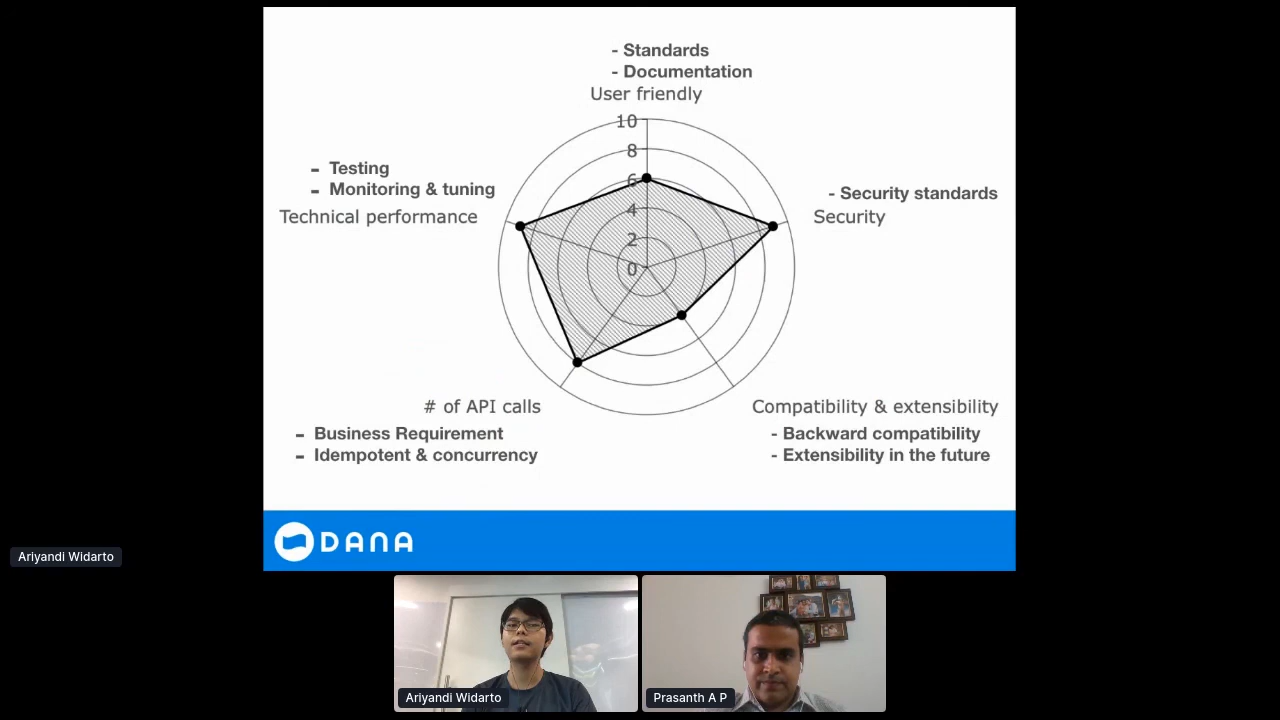 - Standards
- Documentation
User friendly
10
8
6
4
2
0
- Testing
- Monitoring & tuning
Technical performance
- Security standards
Security
# of API calls
- Business Requirement
- Idempotent & concurrency
Compatibility & extensibility
- Backward compatibility
- Extensibility in the future
DANA
Ariyandi Widarto
Ariyandi Widarto
Prasanth A P